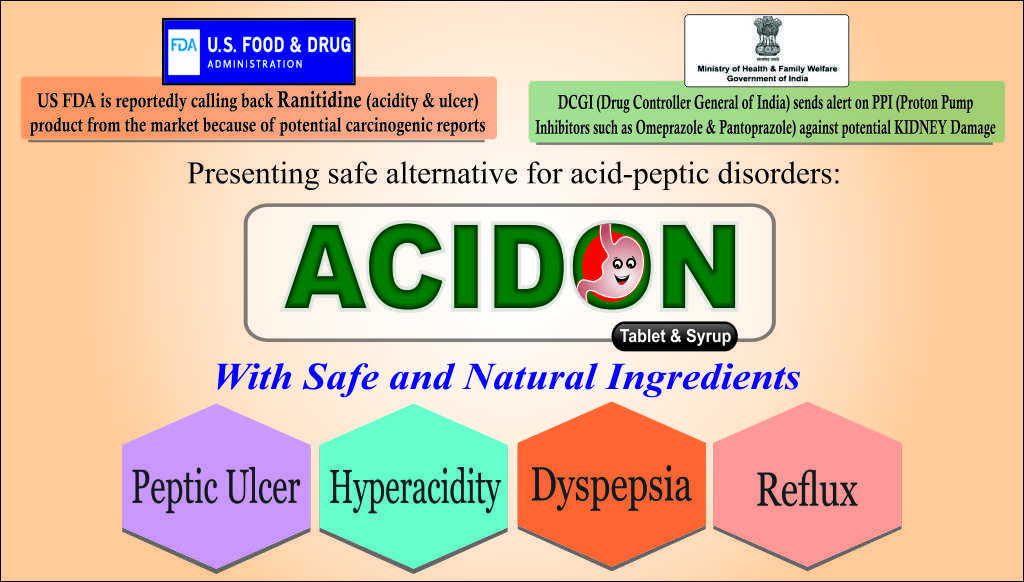 FDA
U.S. FOOD & DRUG
ADMINISTRATION
US FDA is reportedly calling back Ranitidine (acidity & ulcer)
product from the market because of potential carcinogenic reports
Ministry of Health & Family Welfare
Government of India
DCGI (Drug Controller General of India) sends alert on PPI (Proton Pump
Inhibitors such as Omeprazole & Pantoprazole) against potential KIDNEY Damage
Presenting safe alternative for acid-peptic disorders:
ACIDON
Tablet & Syrup
With Safe and Natural Ingredients
Peptic Ulcer
Hyperacidity
Dyspepsia
Reflux